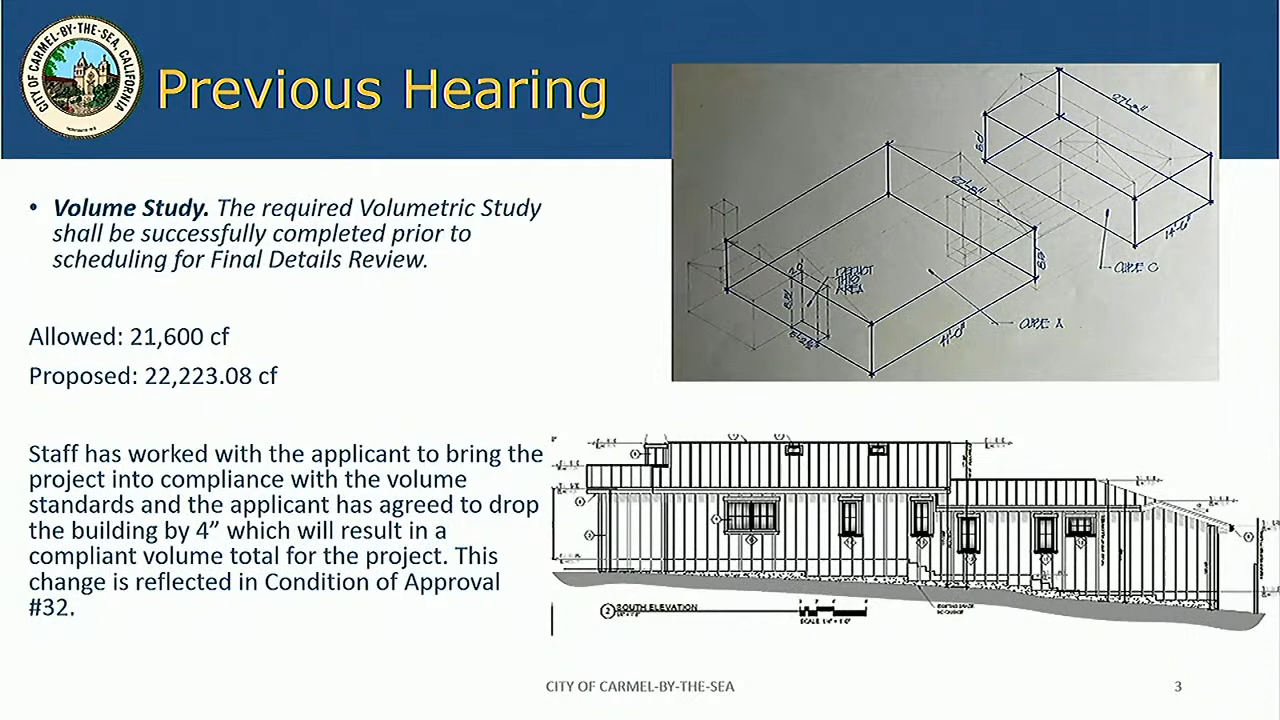 CITY OF CARMEL-BY-THE-SEA, CALIFORNIA
Previous Hearing
• Volume Study. The required Volumetric Study
shall be successfully completed prior to
scheduling for Final Details Review.
Allowed: 21,600 cf
Proposed: 22,223.08 cf
Staff has worked with the applicant to bring the
project into compliance with the volume
standards and the applicant has agreed to drop
the building by 4” which will result in a
compliant volume total for the project. This
change is reflected in Condition of Approval
#32.
DEDUCT
THIS
AREA
CUBE A
CUBE C
2 SOUTH ELEVATION
CITY OF CARMEL-BY-THE-SEA
3